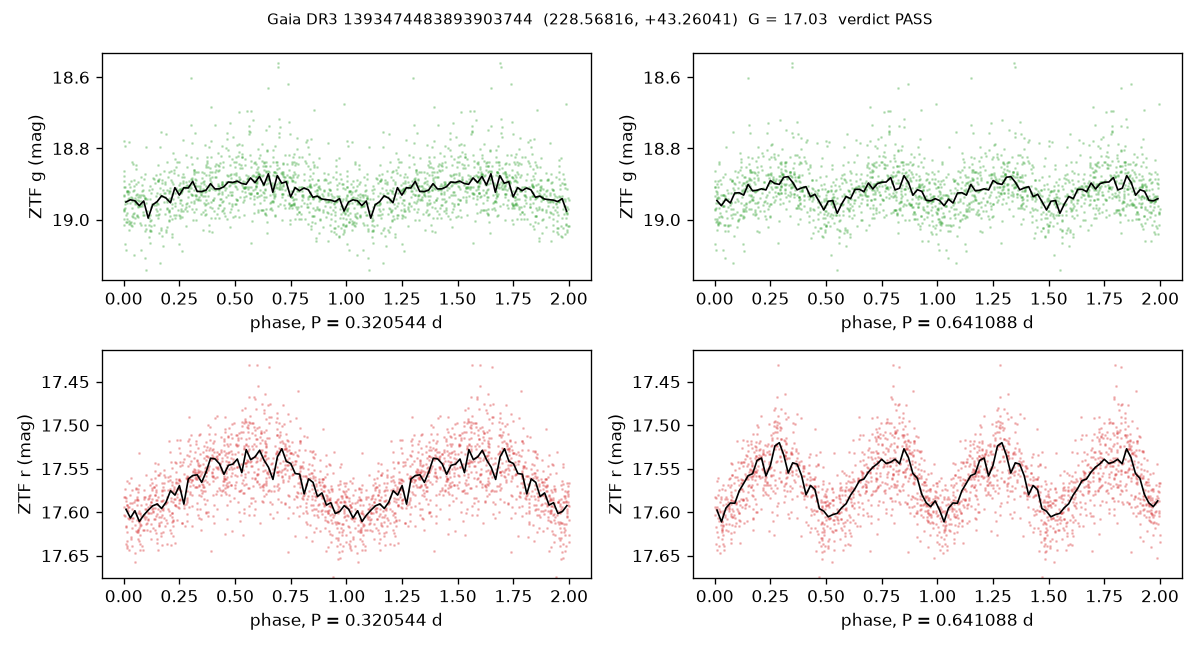 Gaia DR3 1393474483893903744  (228.56816, +43.26041)  G = 17.03  verdict PASS
ZTF g (mag)
18.6
18.8
19.0
0.00 0.25 0.50 0.75 1.00 1.25 1.50 1.75 2.00
phase, P = 0.320544 d
ZTF g (mag)
18.6
18.8
19.0
0.00 0.25 0.50 0.75 1.00 1.25 1.50 1.75 2.00
phase, P = 0.641088 d
ZTF r (mag)
17.45
17.50
17.55
17.60
17.65
0.00 0.25 0.50 0.75 1.00 1.25 1.50 1.75 2.00
phase, P = 0.320544 d
ZTF r (mag)
17.45
17.50
17.55
17.60
17.65
0.00 0.25 0.50 0.75 1.00 1.25 1.50 1.75 2.00
phase, P = 0.641088 d